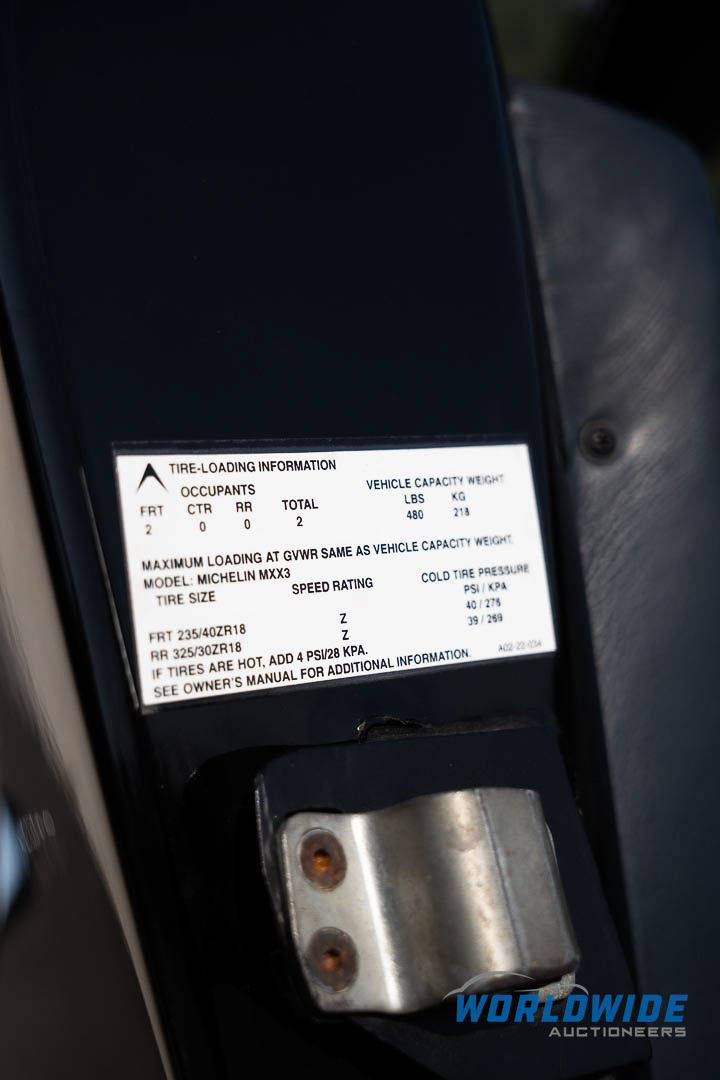 TIRE-LOADING INFORMATION
OCCUPANTS
VEHICLE CAPACITY WEIGHT
FRT CTR RR TOTAL LBS KG
2 0 0 2 480 218
MAXIMUM LOADING AT GVWR SAME AS VEHICLE CAPACITY WEIGHT.
MODEL: MICHELIN MXX3
TIRE SIZE SPEED RATING COLD TIRE PRESSURE
PSI / KPA
FRT 235/40ZR18 Z 40 / 276
RR 325/30ZR18 Z 39 / 269
IF TIRES ARE HOT, ADD 4 PSI/28 KPA.
SEE OWNER'S MANUAL FOR ADDITIONAL INFORMATION.
A02-22-034
WORLDWIDE
AUCTIONEERS